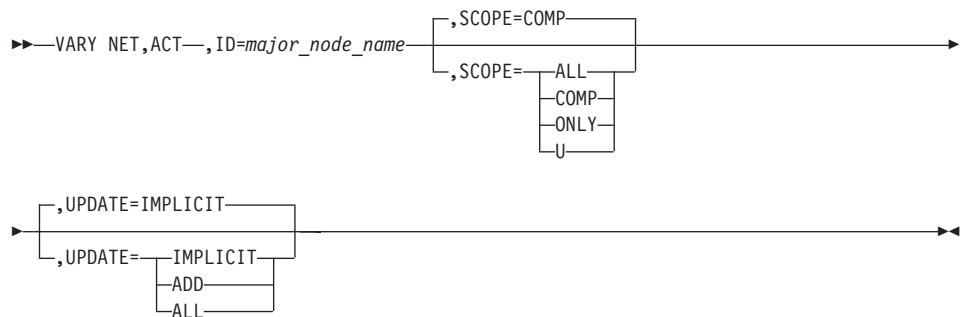 ,SCOPE=COMP
VARY NET,ACT ,ID=major_node_name
,SCOPE= ALL
COMP
ONLY
U
,UPDATE=IMPLICIT
,UPDATE= IMPLICIT
ADD
ALL